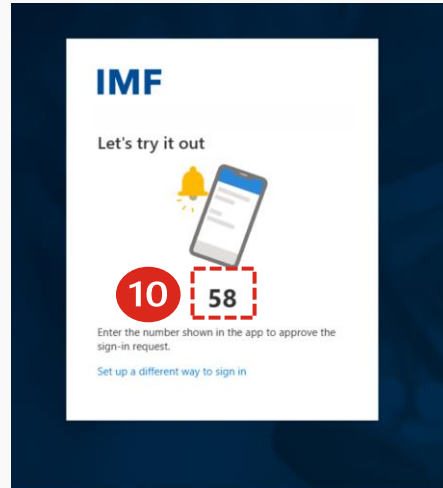 IMF
Let's try it out
10
58
Enter the number shown in the app to approve the
sign-in request.
Set up a different way to sign in